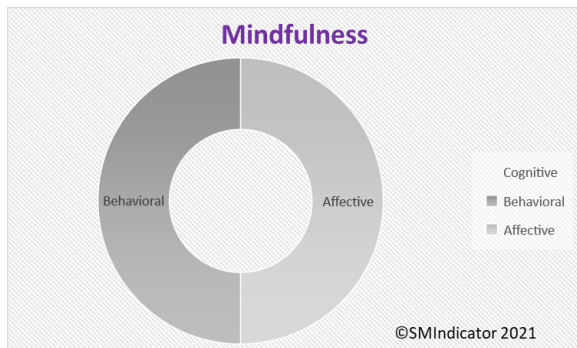 Mindfulness
Behavioral
Affective
Cognitive
Behavioral
Affective
©SMIndicator 2021